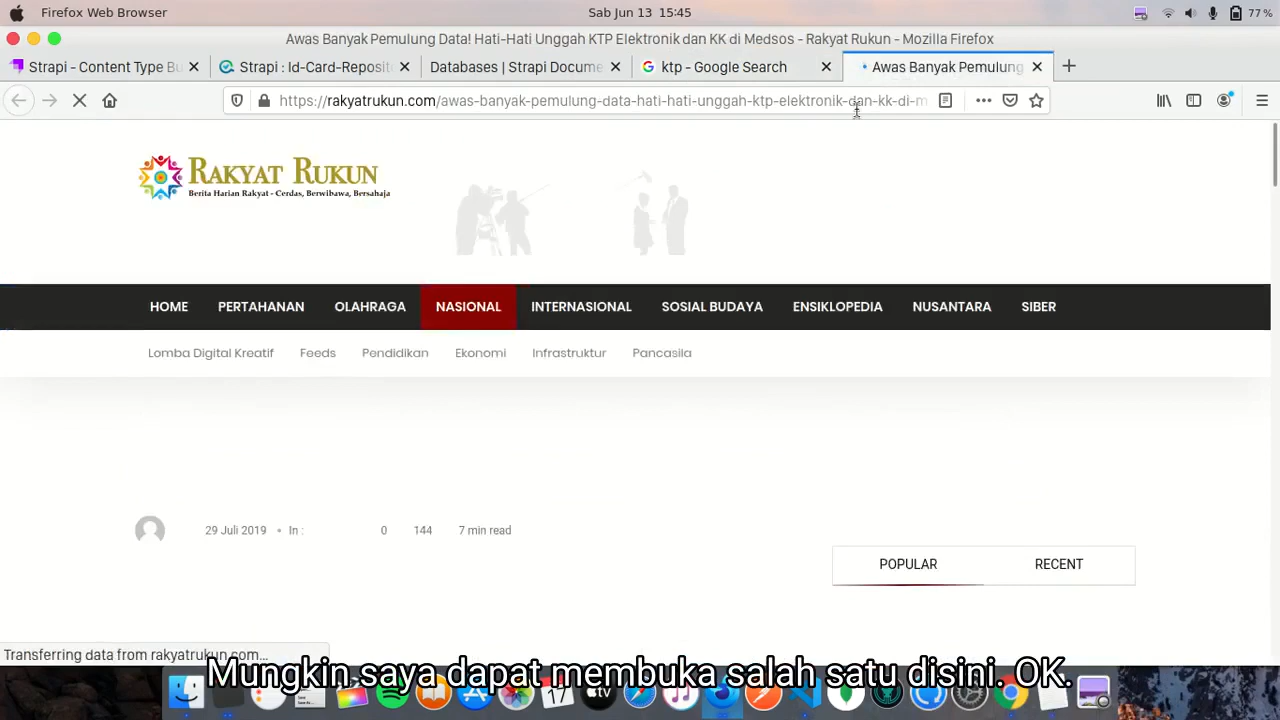 Firefox Web Browser
Sab Jun 13 15:45
77 %
Awas Banyak Pemulung Data! Hati-Hati Unggah KTP Elektronik dan KK di Medsos - Rakyat Rukun - Mozilla Firefox
Strapi - Content Type Bu
Strapi : Id-Card-Reposit
Databases | Strapi Docume
ktp - Google Search
Awas Banyak Pemulung
https://rakyatrukun.com/awas-banyak-pemulung-data-hati-hati-unggah-ktp-elektronik-dan-kk-di-m
RAKYAT RUKUN
Berita Harian Rakyat - Cerdas, Berwibawa, Bersahaja
HOME PERTAHANAN OLAHRAGA NASIONAL INTERNASIONAL SOSIAL BUDAYA ENSIKLOPEDIA NUSANTARA SIBER
Lomba Digital Kreatif Feeds Pendidikan Ekonomi Infrastruktur Pancasila
29 Juli 2019 • In : 0 144 7 min read
POPULAR RECENT
Transferring data from rakyatrukun.com...
Mungkin saya dapat membuka salah satu disini. OK.
17